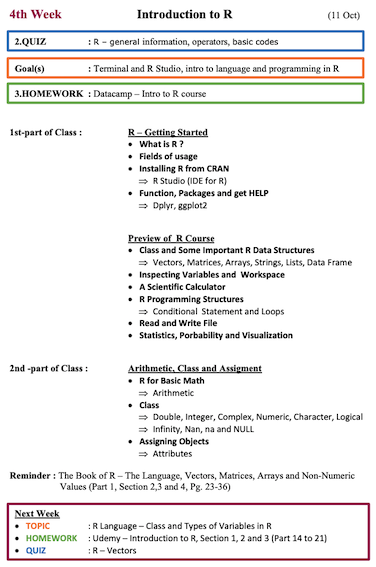 4th Week Introduction to R (11 Oct)
2.QUIZ : R – general information, operators, basic codes
Goal(s) : Terminal and R Studio, intro to language and programming in R
3.HOMEWORK : Datacamp – Intro to R course
1st-part of Class : R – Getting Started
• What is R ?
• Fields of usage
• Installing R from CRAN
⇒ R Studio (IDE for R)
• Function, Packages and get HELP
⇒ Dplyr, ggplot2
Preview of R Course
• Class and Some Important R Data Structures
⇒ Vectors, Matrices, Arrays, Strings, Lists, Data Frame
• Inspecting Variables and Workspace
• A Scientific Calculator
• R Programming Structures
⇒ Conditional Statement and Loops
• Read and Write File
• Statistics, Porbability and Visualization
2nd -part of Class : Arithmetic, Class and Assigment
• R for Basic Math
⇒ Arithmetic
• Class
⇒ Double, Integer, Complex, Numeric, Character, Logical
⇒ Infinity, Nan, na and NULL
• Assigning Objects
⇒ Attributes
Reminder : The Book of R – The Language, Vectors, Matrices, Arrays and Non-Numeric
Values (Part 1, Section 2,3 and 4, Pg. 23-36)
Next Week
• TOPIC : R Language – Class and Types of Variables in R
• HOMEWORK : Udemy – Introduction to R, Section 1, 2 and 3 (Part 14 to 21)
• QUIZ : R – Vectors